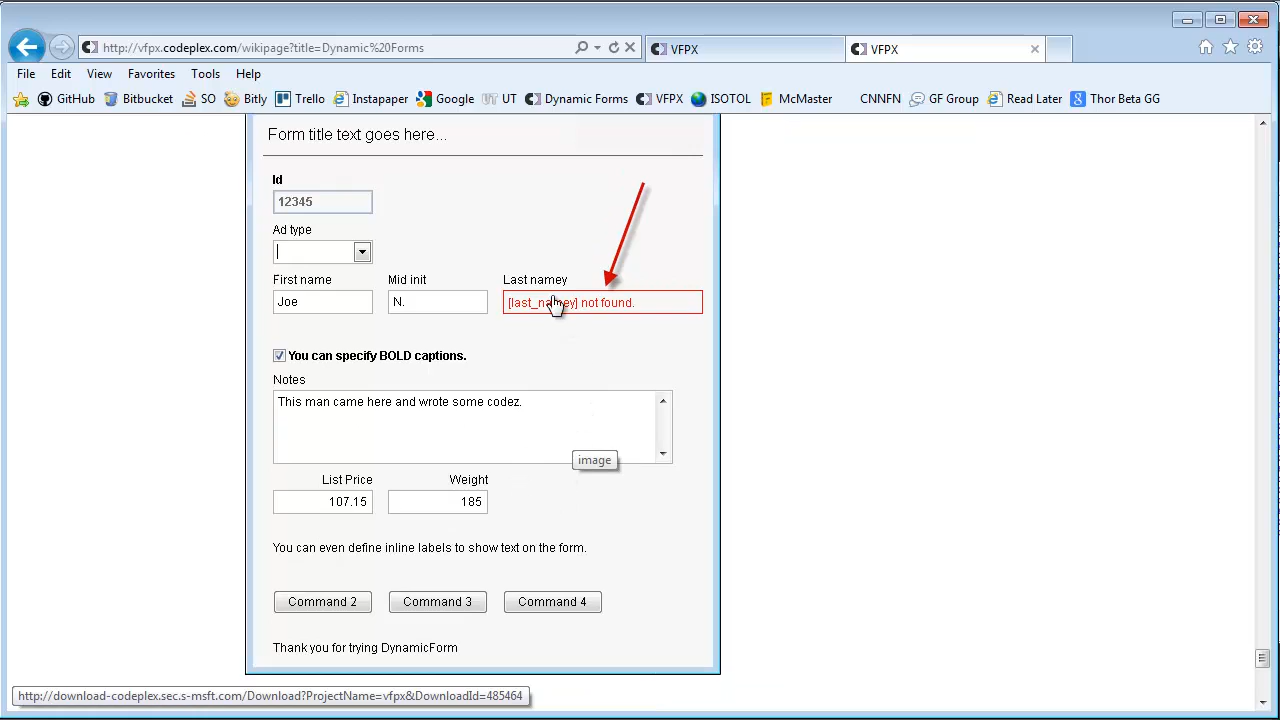 http://vfpx.codeplex.com/wikipage?title=Dynamic%20Forms
VFPX
VFPX
File Edit View Favorites Tools Help
GitHub Bitbucket SO Bitly Trello Instapaper Google UT UT Dynamic Forms VFPX ISOTOL McMaster CNNFN GF Group Read Later Thor Beta GG
Form title text goes here...
Id
12345
Ad type
First name Mid init Last namey
Joe N. [last_namey] not found.
You can specify BOLD captions.
Notes
This man came here and wrote some codez.
image
List Price Weight
107.15 185
You can even define inline labels to show text on the form.
Command 2 Command 3 Command 4
Thank you for trying DynamicForm
http://download-codeplex.sec.s-msft.com/Download?ProjectName=vfpx&DownloadId=485464